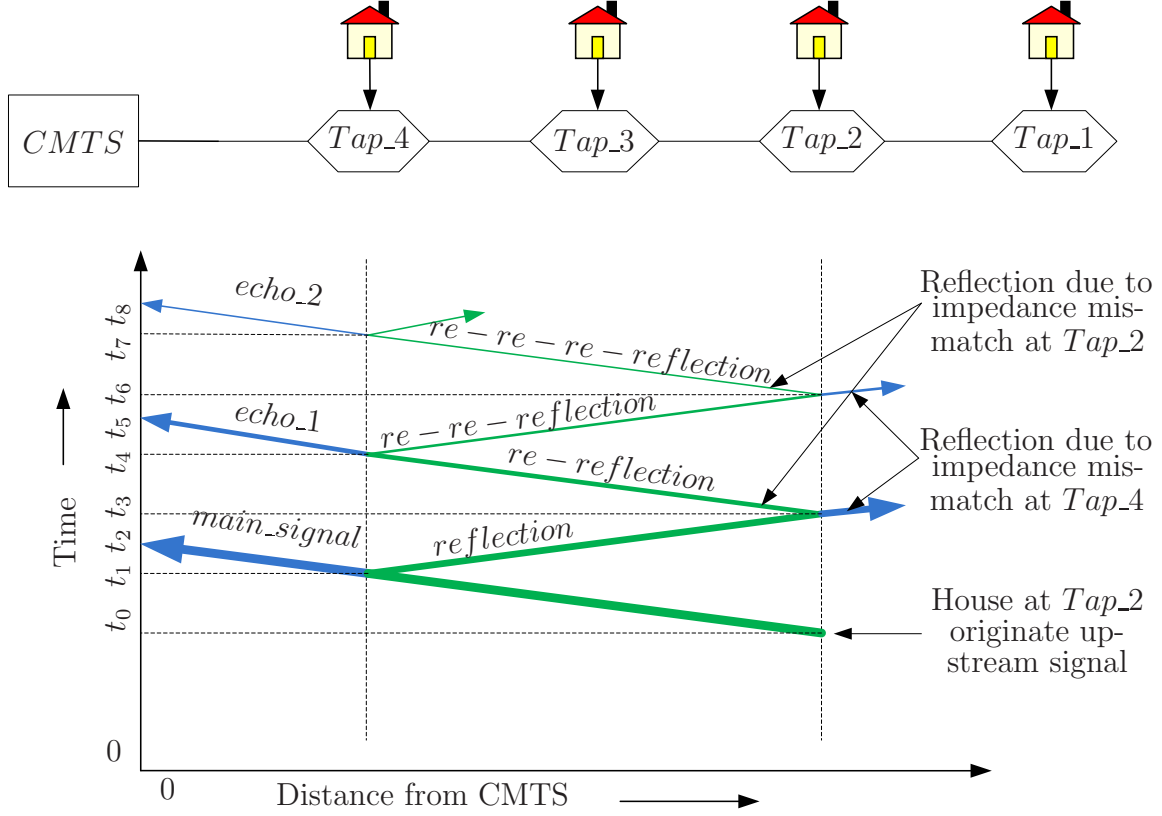 CMTS
Tap_4
Tap_3
Tap_2
Tap_1
echo_2
re − re − re − reflection
echo_1
re − re − reflection
re − reflection
main_signal
reflection
Reflection due to
impedance mis-
match at Tap_2
Reflection due to
impedance mis-
match at Tap_4
House at Tap_2
originate up-
stream signal
t8
t7
t6
t5
t4
t3
t2
t1
t0
Time
0
0
Distance from CMTS